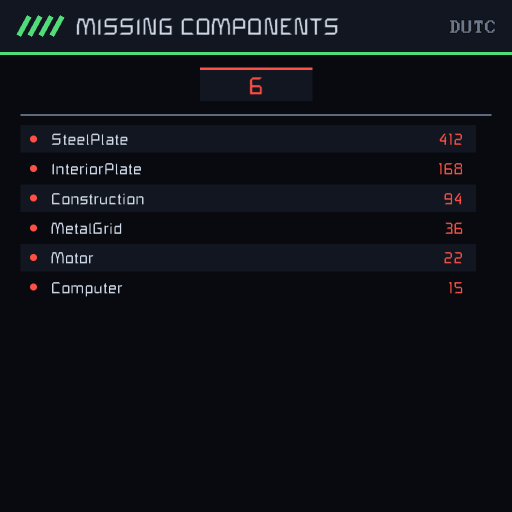 MISSING COMPONENTS DUTC
6
SteelPlate 412
InteriorPlate 168
Construction 94
MetalGrid 36
Motor 22
Computer 15